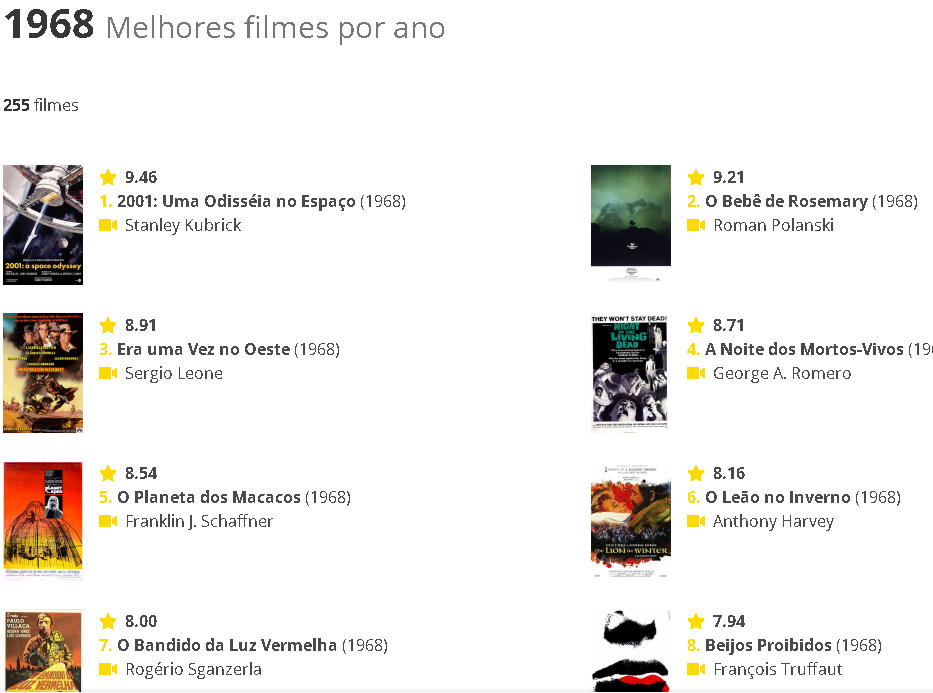 1968 Melhores filmes por ano
255 filmes
9.46
1. 2001: Uma Odisséia no Espaço (1968)
Stanley Kubrick
2001: a space odyssey
9.21
2. O Bebê de Rosemary (1968)
Roman Polanski
8.91
3. Era uma Vez no Oeste (1968)
Sergio Leone
THEY WON'T STAY DEAD!
NIGHT OF THE LIVING DEAD
8.71
4. A Noite dos Mortos-Vivos (19
George A. Romero
PLANET APES
8.54
5. O Planeta dos Macacos (1968)
Franklin J. Schaffner
THE LION IN WINTER
8.16
6. O Leão no Inverno (1968)
Anthony Harvey
PAULO VILLAÇA
8.00
7. O Bandido da Luz Vermelha (1968)
Rogério Sganzerla
7.94
8. Beijos Proibidos (1968)
François Truffaut